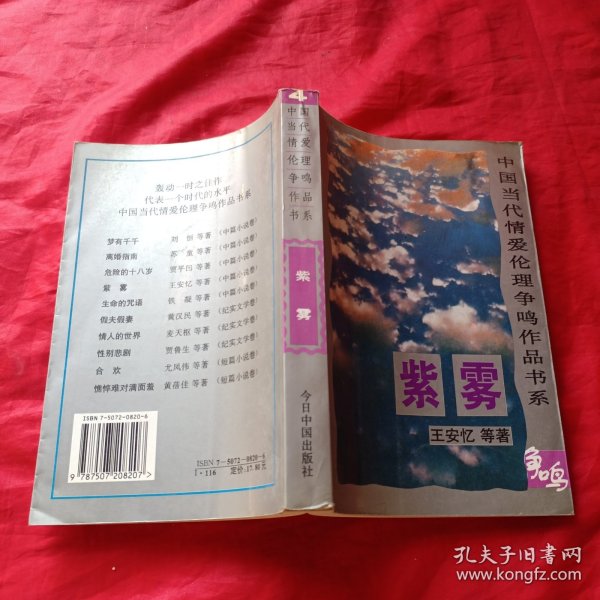 轰动一时之佳作
代表一个时代的水平
中国当代情爱伦理争鸣作品书系
梦有千千 刘恒 等著 (中篇小说卷)
离婚指南 苏童 等著 (中篇小说卷)
危险的十八岁 贾平凹 等著 (中篇小说卷)
紫雾 王安忆 等著 (中篇小说卷)
生命的咒语 铁凝 等著 (中篇小说卷)
假夫假妻 黄汉民 等著 (纪实文学卷)
情人的世界 麦天枢 等著 (纪实文学卷)
性别悲剧 贾鲁生 等著 (纪实文学卷)
合欢 尤凤伟 等著 (短篇小说卷)
憔悴难对满面羞 黄蓓佳 等著 (短篇小说卷)
ISBN 7-5072-0820-6
9 787507 208207 >
ISBN 7—5072—0820—6
I·116 定价:17.80元
4
中国当代情爱伦理争鸣作品书系
紫雾
今日中国出版社
中国当代情爱伦理争鸣作品书系
紫雾
王安忆 等著
争鸣
孔夫子旧书网
www.kongfz.com